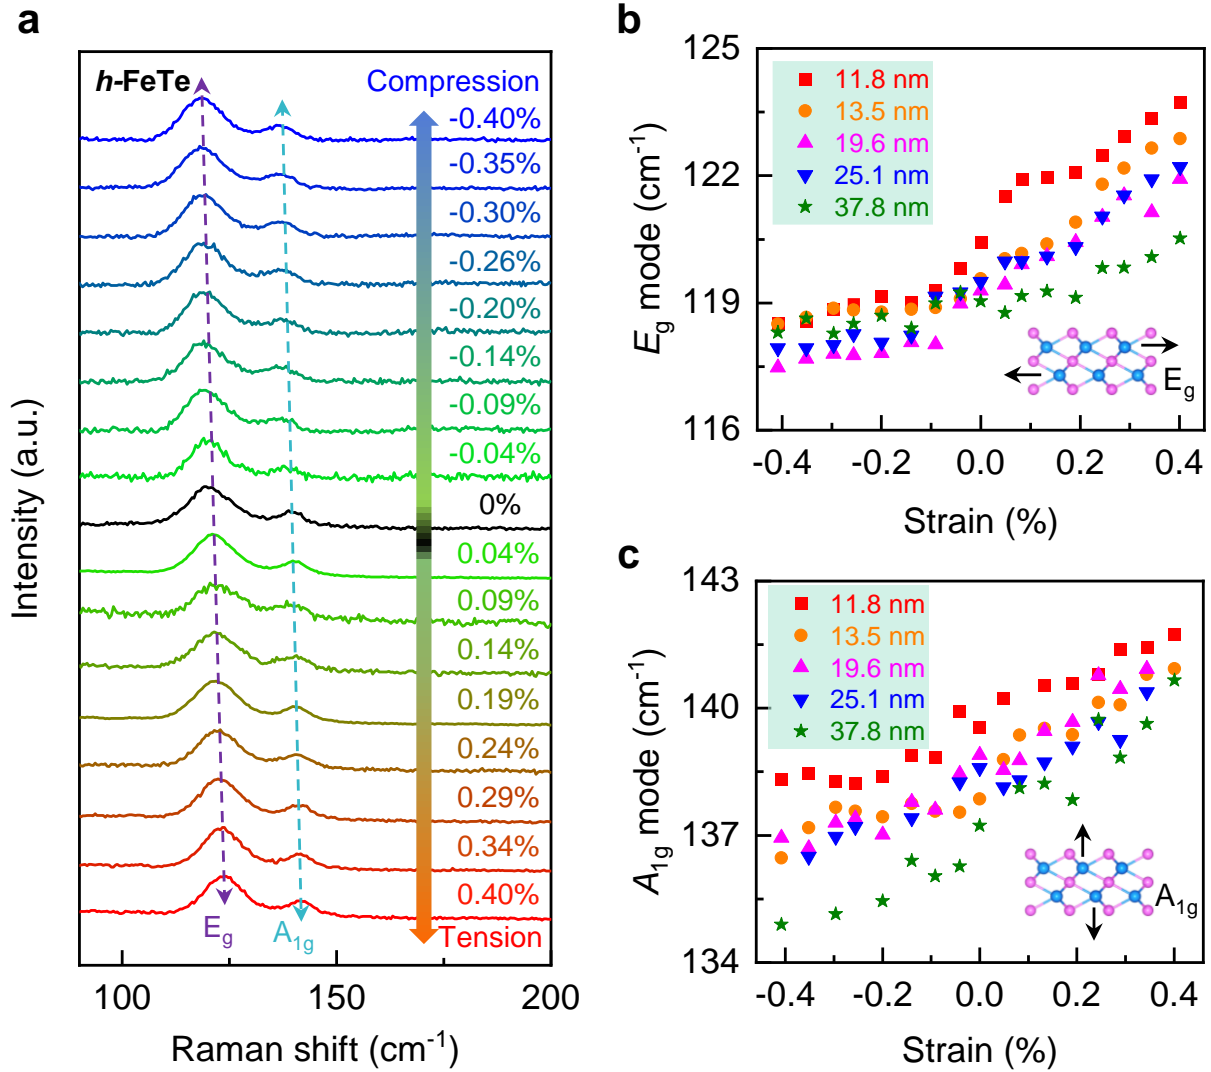 a
h-FeTe
Compression
-0.40%
-0.35%
-0.30%
-0.26%
-0.20%
-0.14%
-0.09%
-0.04%
0%
0.04%
0.09%
0.14%
0.19%
0.24%
0.29%
0.34%
0.40%
Tension
Eg
A1g
Intensity (a.u.)
100
150
200
Raman shift (cm-1)
b
125
122
119
116
Eg mode (cm-1)
11.8 nm
13.5 nm
19.6 nm
25.1 nm
37.8 nm
Eg
-0.4
-0.2
0.0
0.2
0.4
Strain (%)
c
143
140
137
134
A1g mode (cm-1)
11.8 nm
13.5 nm
19.6 nm
25.1 nm
37.8 nm
A1g
-0.4
-0.2
0.0
0.2
0.4
Strain (%)